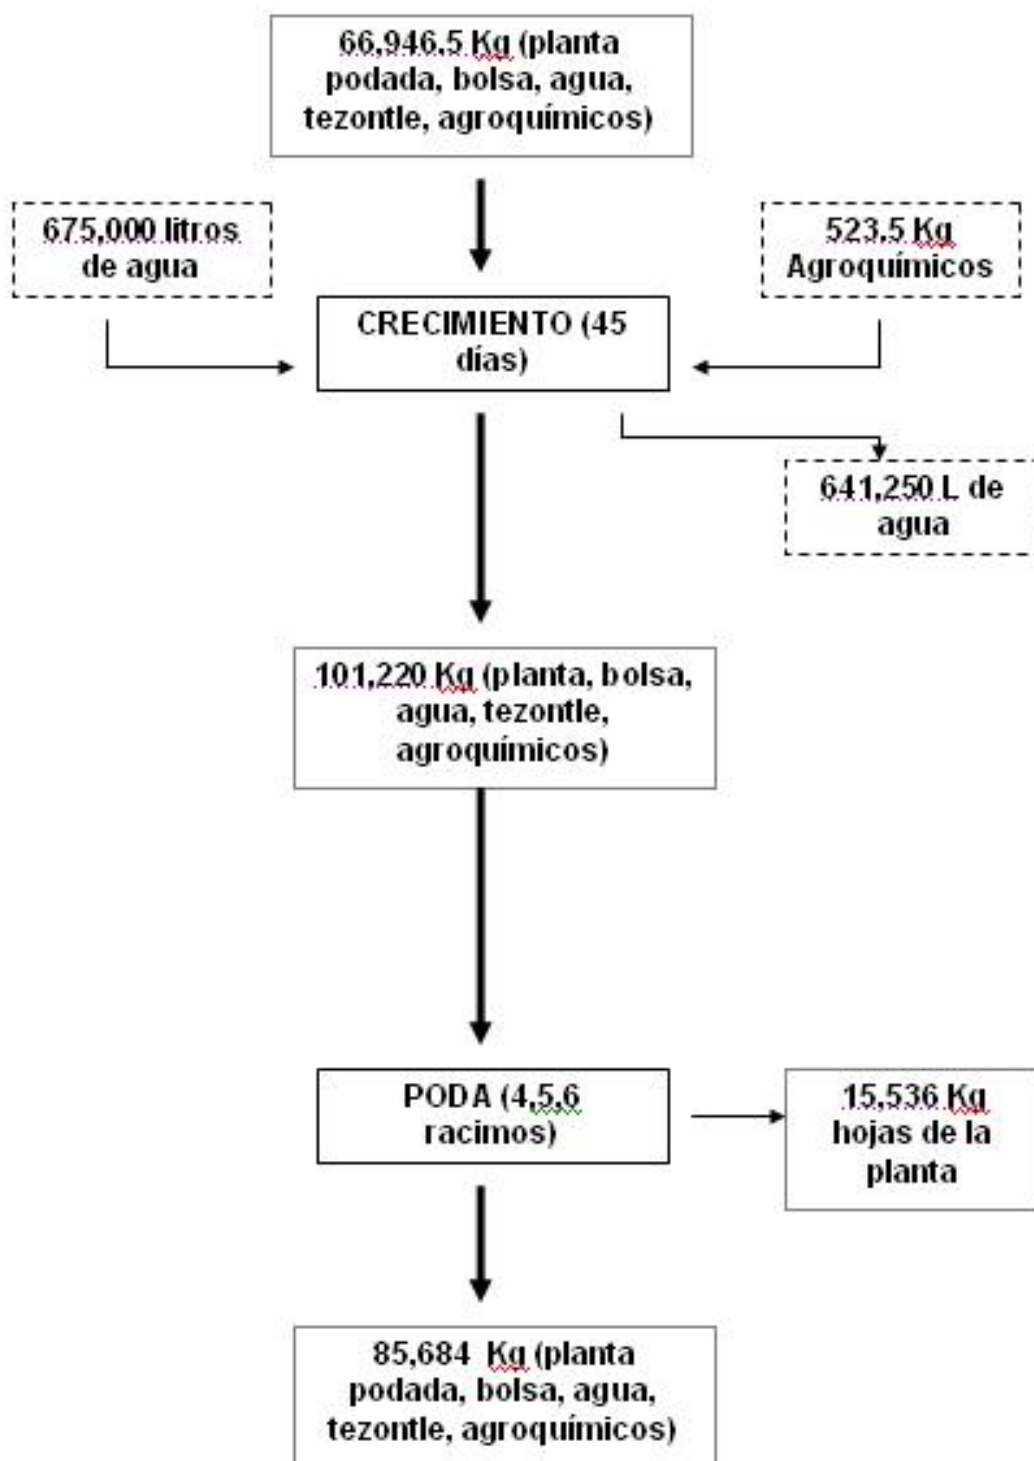 66,946.5 Kg (planta
podada, bolsa, agua,
tezontle, agroquímicos)
675,000 litros
de agua
523.5 Kg
Agroquímicos
CRECIMIENTO (45
días)
641,250 L de
agua
101,220 Kg (planta, bolsa,
agua, tezontle,
agroquímicos)
PODA (4,5,6
racimos)
15,536 Kg
hojas de la
planta
85,684 Kg (planta
podada, bolsa, agua,
tezontle, agroquímicos)